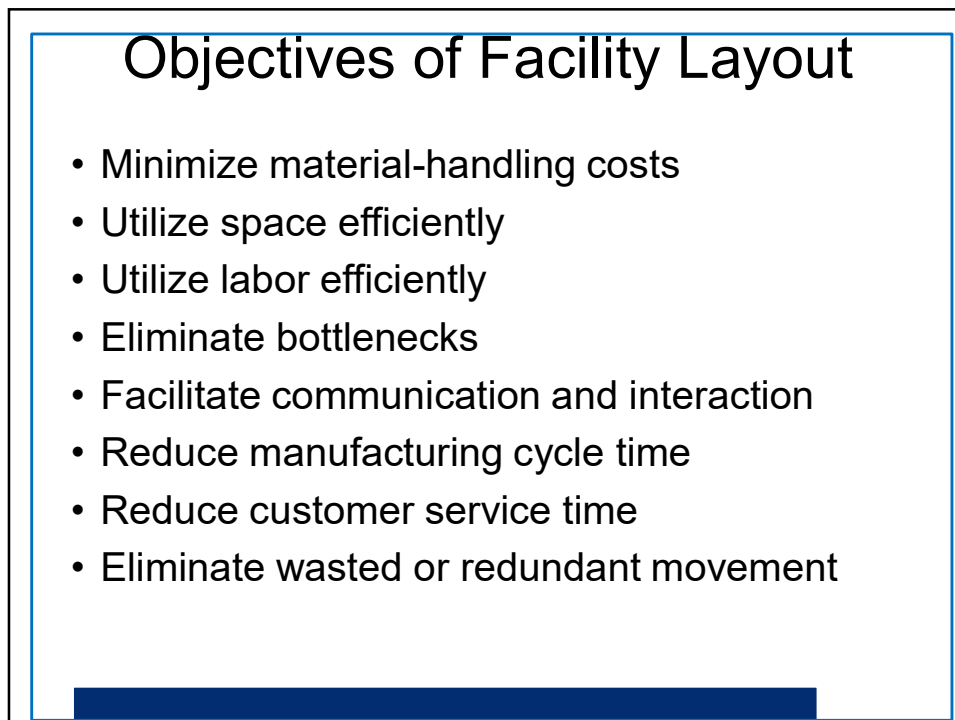 Objectives of Facility Layout
• Minimize material-handling costs
• Utilize space efficiently
• Utilize labor efficiently
• Eliminate bottlenecks
• Facilitate communication and interaction
• Reduce manufacturing cycle time
• Reduce customer service time
• Eliminate wasted or redundant movement